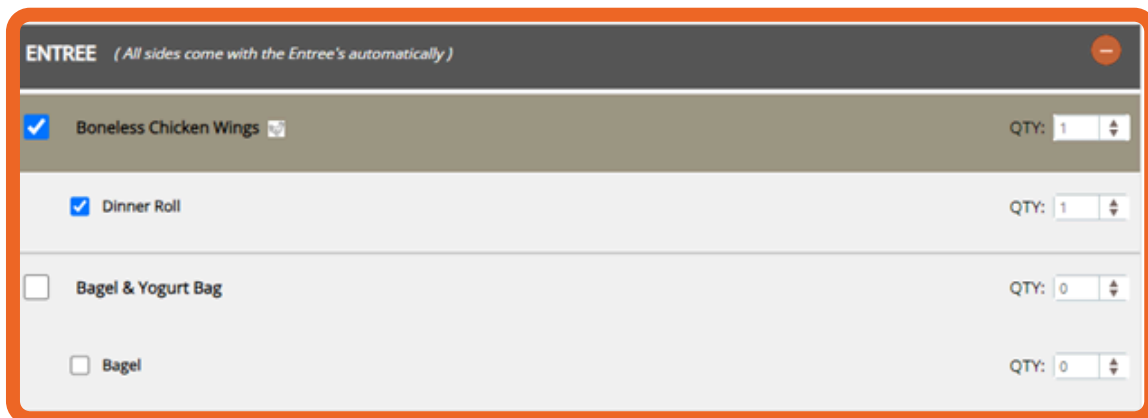 ENTREE ( All sides come with the Entree's automatically )
Boneless Chicken Wings QTY: 1
Dinner Roll QTY: 1
Bagel & Yogurt Bag QTY: 0
Bagel QTY: 0